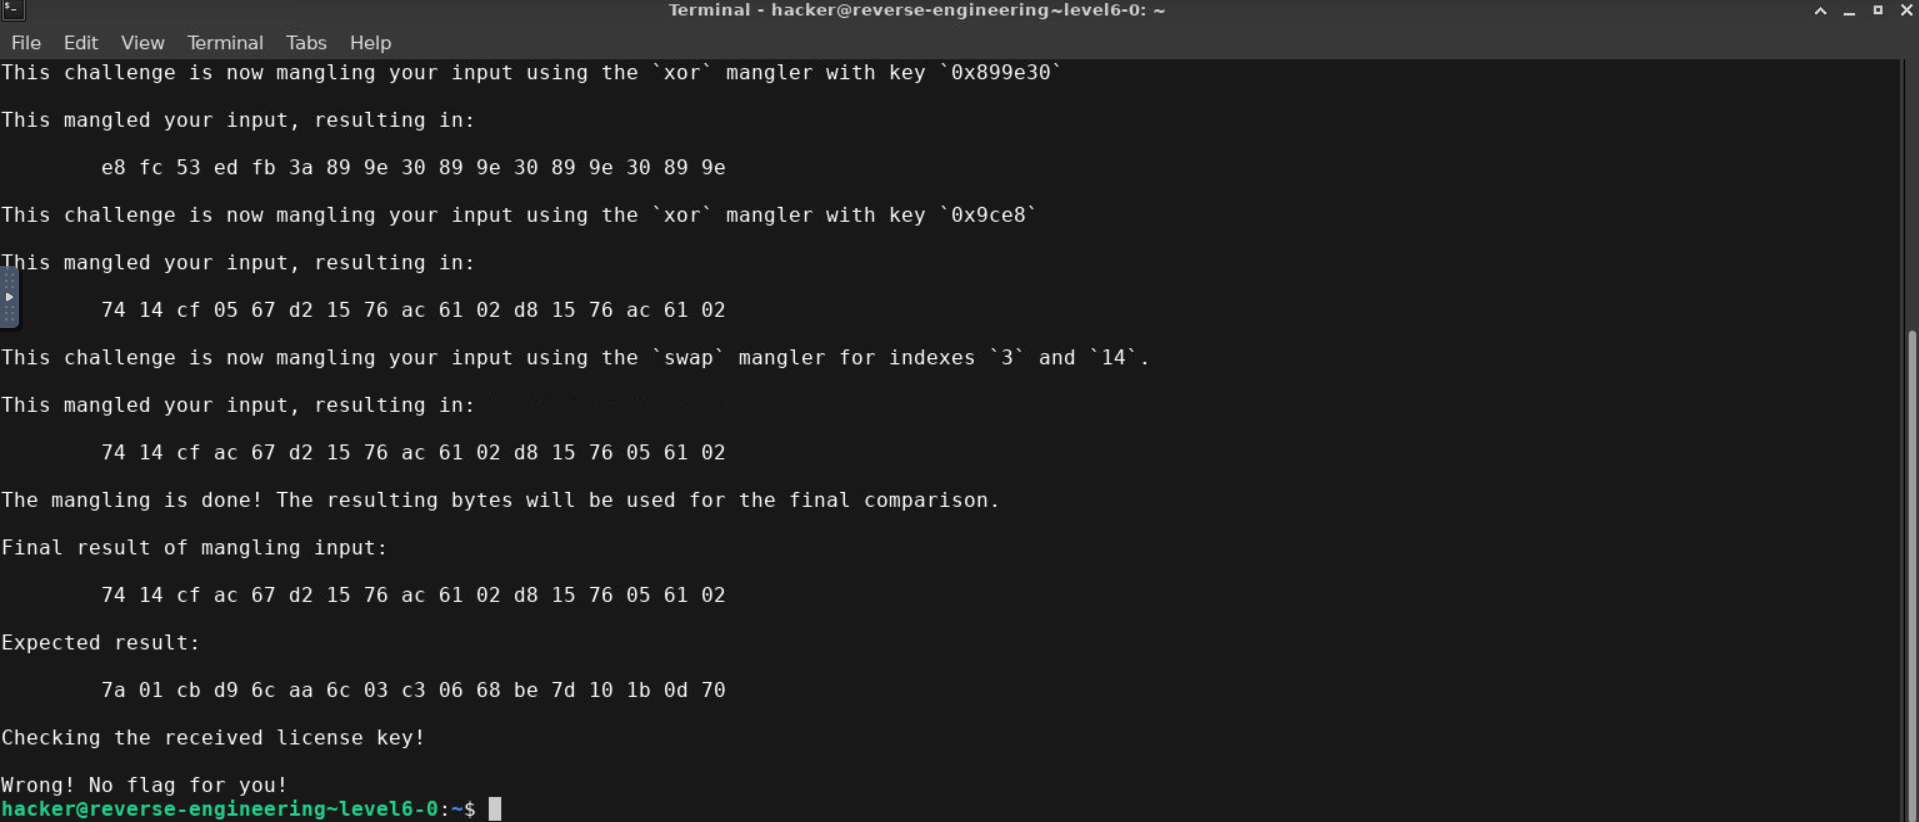 Terminal - hacker@reverse-engineering~level6-0: ~
File Edit View Terminal Tabs Help
This challenge is now mangling your input using the `xor` mangler with key `0x899e30`
This mangled your input, resulting in:
e8 fc 53 ed fb 3a 89 9e 30 89 9e 30 89 9e 30 89 9e
This challenge is now mangling your input using the `xor` mangler with key `0x9ce8`
This mangled your input, resulting in:
74 14 cf 05 67 d2 15 76 ac 61 02 d8 15 76 ac 61 02
This challenge is now mangling your input using the `swap` mangler for indexes `3` and `14`.
This mangled your input, resulting in:
74 14 cf ac 67 d2 15 76 ac 61 02 d8 15 76 05 61 02
The mangling is done! The resulting bytes will be used for the final comparison.
Final result of mangling input:
74 14 cf ac 67 d2 15 76 ac 61 02 d8 15 76 05 61 02
Expected result:
7a 01 cb d9 6c aa 6c 03 c3 06 68 be 7d 10 1b 0d 70
Checking the received license key!
Wrong! No flag for you!
hacker@reverse-engineering~level6-0:~$